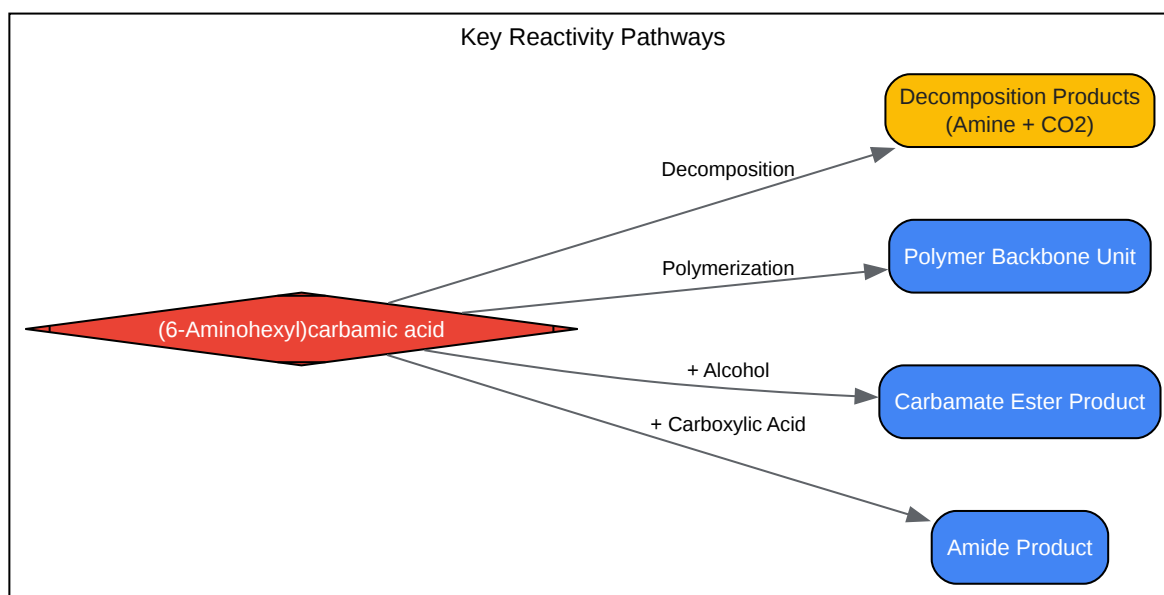 Key Reactivity Pathways
Decomposition Products
(Amine + CO2)
Decomposition
Polymer Backbone Unit
Polymerization
(6-Aminohexyl)carbamic acid
+ Alcohol
Carbamate Ester Product
+ Carboxylic Acid
Amide Product